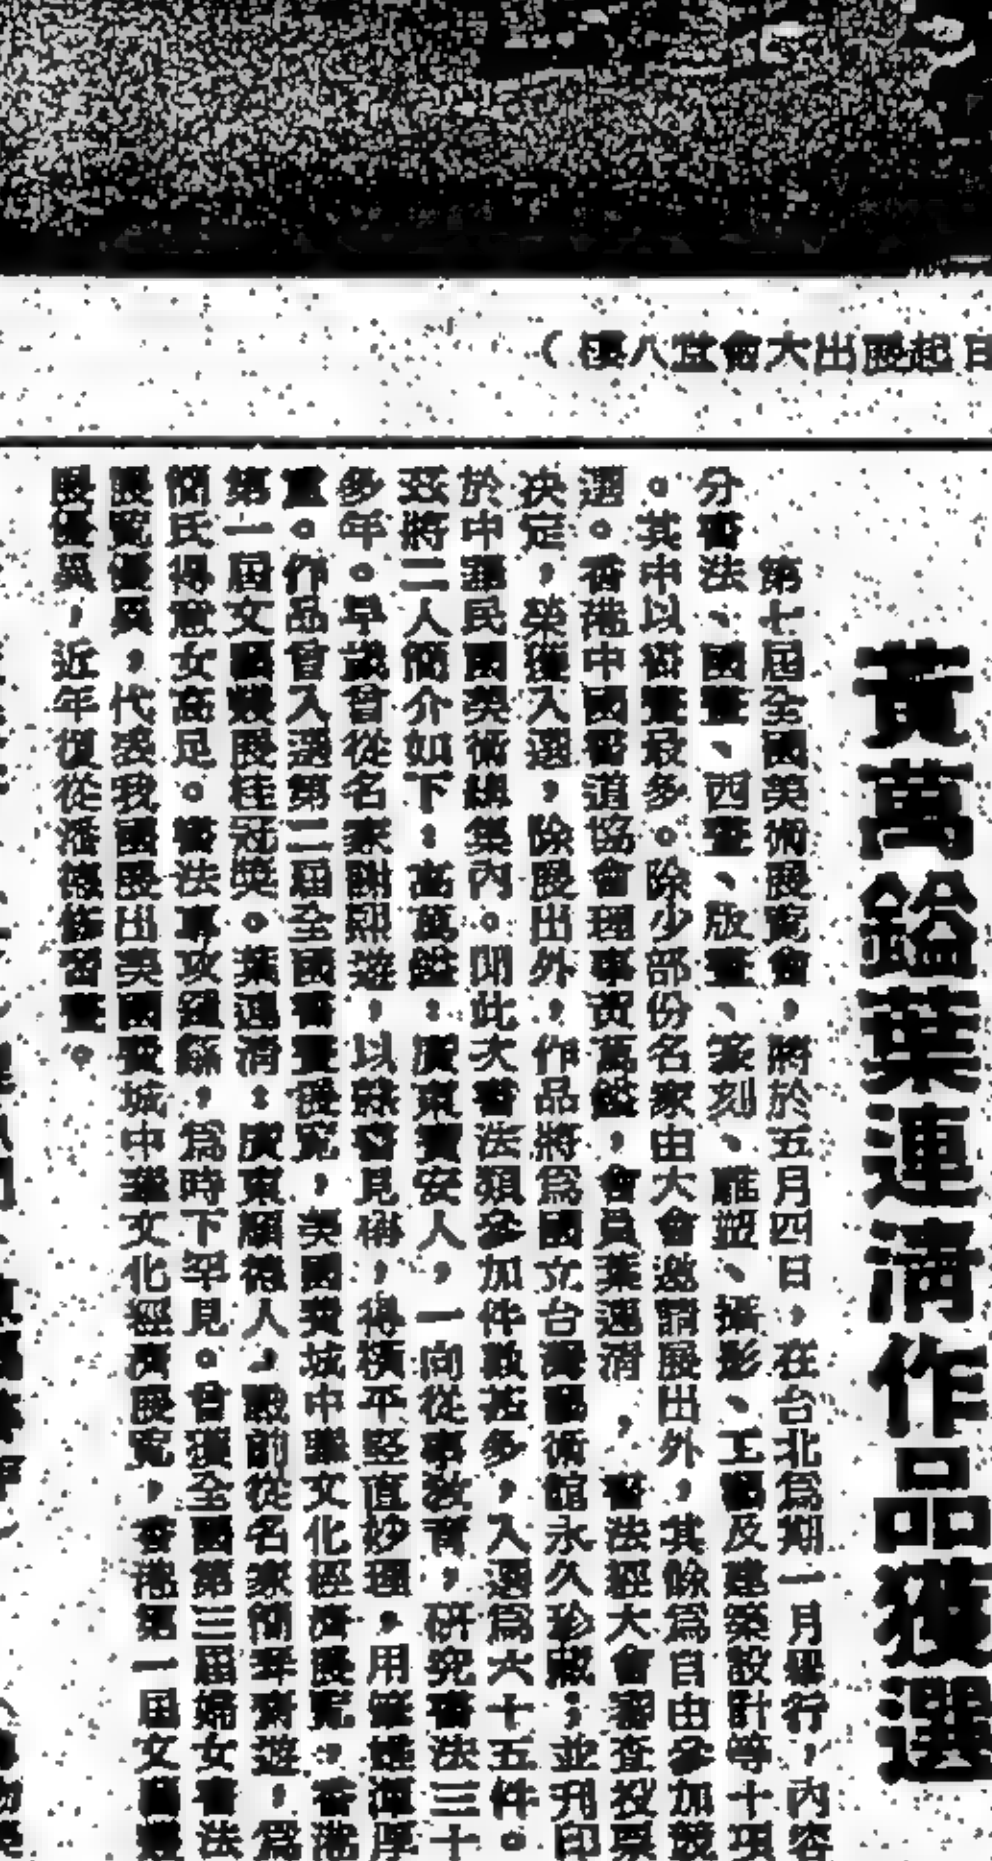 日起展出大會堂八樓（
黃萬鎰葉連清作品獲選
第七屆全國美術展覽會，將於五月四日，在台北爲期一月舉行，內容
分書法、國畫、西畫、版畫、篆刻、雕塑、攝影、工藝及建築設計等十項
。其中以國畫最多。除少部份名家由大會邀請展出外，其餘爲自由參加競
選。香港中國書道協會理事黃萬鎰，會員葉連清，書法經大會審查投票
决定，榮獲入選，除展出外，作品將爲國立台灣藝術館永久珍藏；並刋印
於中華民國美術選集內。聞此次書法類參加件數甚多，入選爲六十五件。
茲將二人簡介如下：黃萬鎰：廣東寶安人，一向從事教育，研究書法三十
多年。早歲曾從名家謝熙遊，以隸書見稱，得橫平竪直妙理，用筆雄渾厚
重。作品曾入選第二屆全國書畫展覽，美國費城中華文化經濟展覽，香港
第一屆文藝獎展桂冠獎。葉連清：廣東順德人，戰前從名家簡琴齋遊，爲
簡氏得意女高足。書法專攻鐘繇，爲時下罕見。曾獲全國第三屆婦女書法
展覽優異，代表我國展出美國費城中華文化經濟展覽，香港第一屆文藝獎
展優異，近年復從潘德修習畫。